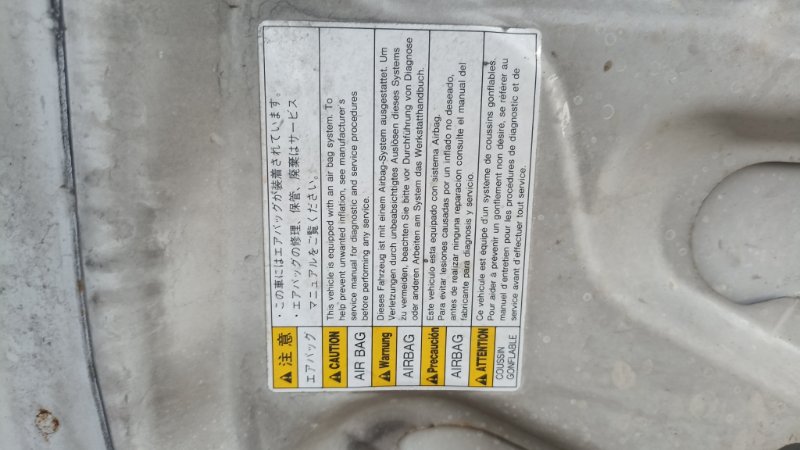 ⚠注意
エアバッグ
・この車にはエアバッグが装着されています。
・エアバッグの修理、保管、廃棄はサービス
マニュアルをご覧ください。
⚠CAUTION
AIR BAG
This vehicle is equipped with an air bag system. To
help prevent unwanted inflation, see manufacturer's
service manual for diagnostic and service procedures
before performing any service.
⚠Warnung
AIRBAG
Dieses Fahrzeug ist mit einem Airbag-System ausgestattet. Um
Verletzungen durch unbeabsichtigtes Auslösen dieses Systems
zu vermeiden, beachten Sie bitte vor Durchführung von Diagnose
oder anderen Arbeiten am System das Werkstatthandbuch.
⚠Precaución
AIRBAG
Este vehiculo esta equipado con sistema Airbag.
Para evitar lesiones causadas por un inflado no deseado,
antes de realizar ninguna reparacion consulte el manual del
fabricante para diagnosis y servicio.
⚠ATTENTION
COUSSIN
GONFLABLE
Ce véhicule est équipé d'un système de coussins gonflables.
Pour aider à prévenir un gonflement non désiré, se référer au
manuel d'entretien pour les procédures de diagnostic et de
service avant d'effectuer tout service.